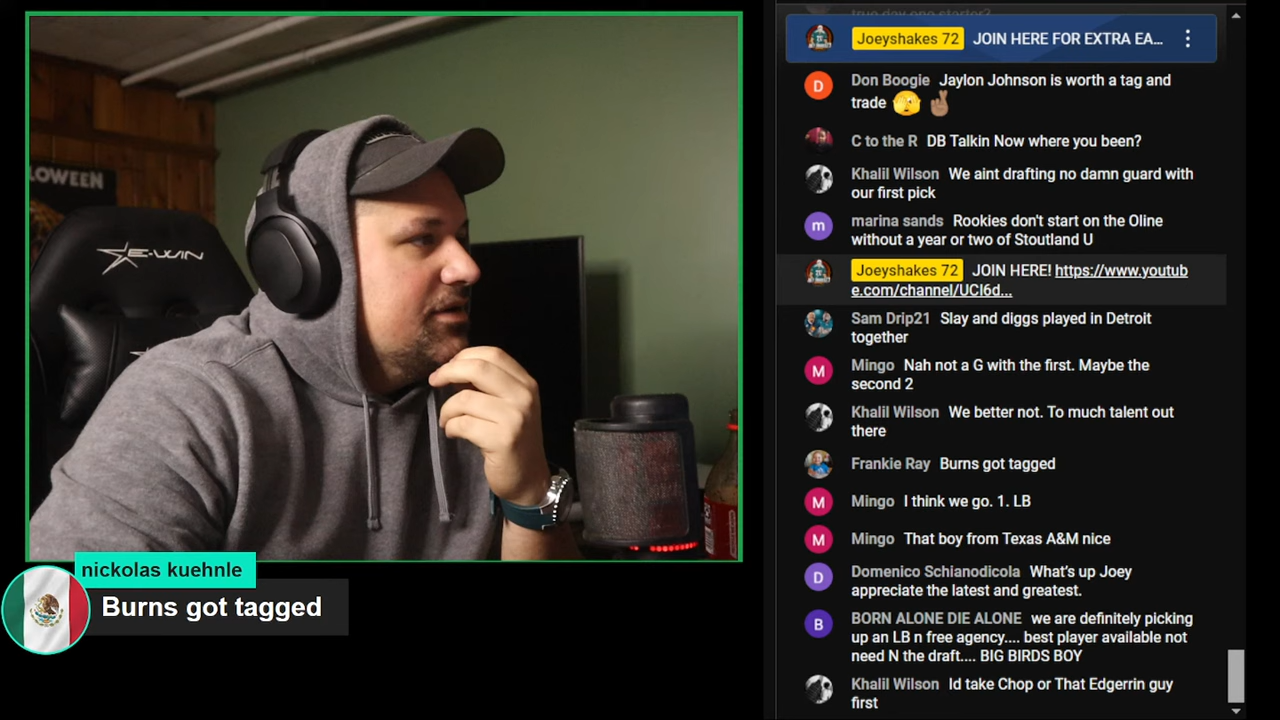 true day one starter?
Joeyshakes 72 JOIN HERE FOR EXTRA EA...
Don Boogie Jaylon Johnson is worth a tag and
trade
C to the R DB Talkin Now where you been?
Khalil Wilson We aint drafting no damn guard with
our first pick
marina sands Rookies don't start on the Oline
without a year or two of Stoutland U
Joeyshakes 72 JOIN HERE! https://www.youtub
e.com/channel/UCI6d...
Sam Drip21 Slay and diggs played in Detroit
together
Mingo Nah not a G with the first. Maybe the
second 2
Khalil Wilson We better not. To much talent out
there
Frankie Ray Burns got tagged
Mingo I think we go. 1. LB
Mingo That boy from Texas A&M nice
Domenico Schianodicola What's up Joey
appreciate the latest and greatest.
BORN ALONE DIE ALONE we are definitely picking
up an LB n free agency.... best player available not
need N the draft.... BIG BIRDS BOY
Khalil Wilson Id take Chop or That Edgerrin guy
first
LOWEEN
E-WIN
nickolas kuehnle
Burns got tagged
D
m
M
M
M
D
B